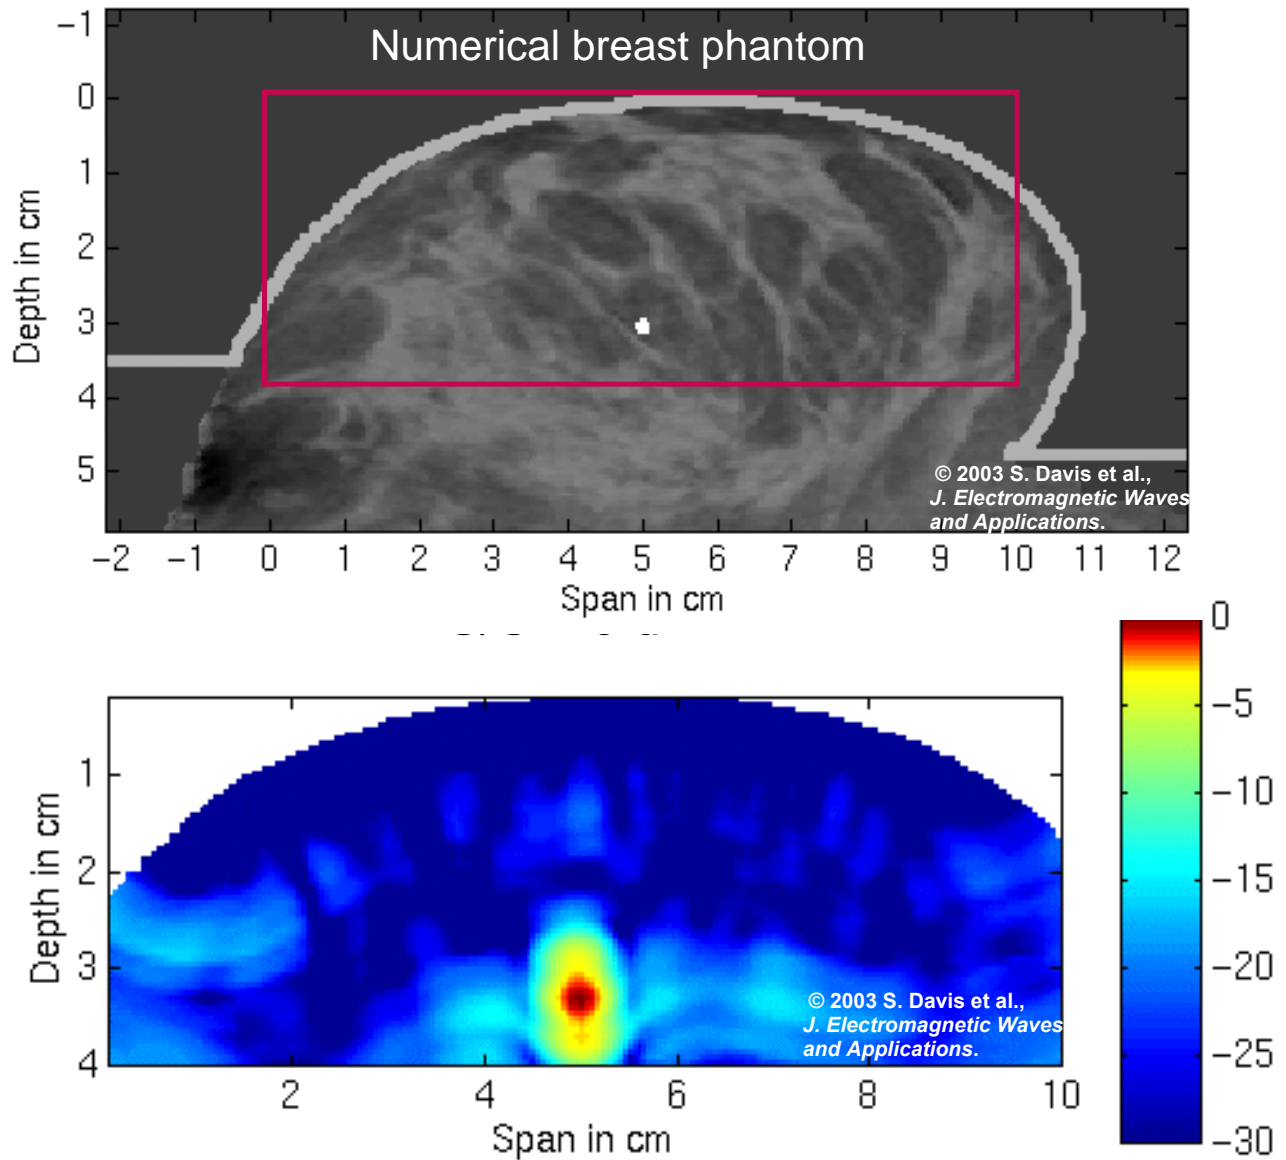 Numerical breast phantom
−1
0
1
2
3
4
5
Depth in cm
© 2003 S. Davis et al.,
J. Electromagnetic Waves
and Applications.
−2 −1 0 1 2 3 4 5 6 7 8 9 10 11 12
Span in cm
0
−5
−10
−15
−20
−25
−30
1
2
3
4
Depth in cm
© 2003 S. Davis et al.,
J. Electromagnetic Waves
and Applications.
2 4 6 8 10
Span in cm